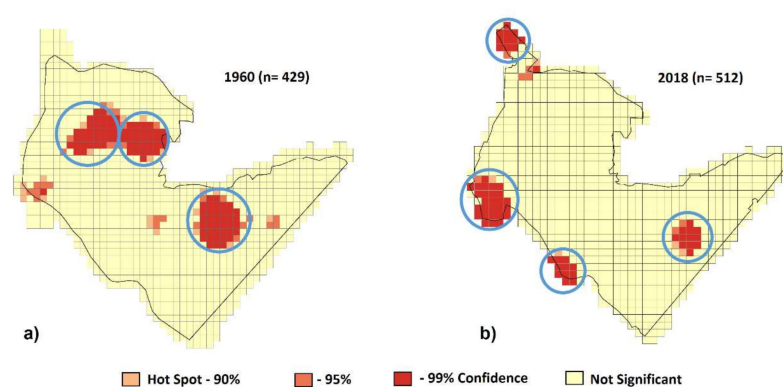 1960 (n= 429)
2018 (n= 512)
a)
b)
Hot Spot - 90% - 95% - 99% Confidence Not Significant